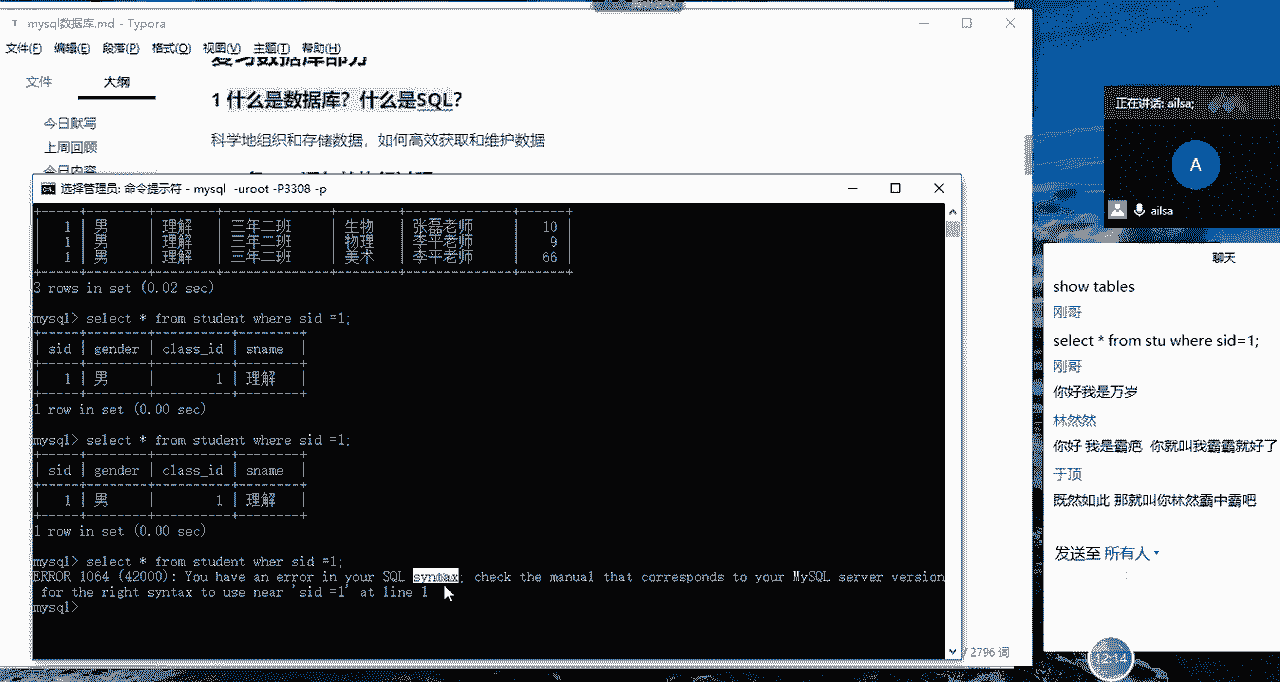 mysql数据库.md - Typora
文件(F) 编辑(E) 段落(P) 格式(O) 视图(V) 主题(T) 帮助(H)
文件 大纲
今日默写
上周回顾
今日内容
复习数据库部分
1 什么是数据库？什么是SQL？
科学地组织和存储数据，如何高效获取和维护数据
选择管理员: 命令提示符 - mysql -uroot -P3308 -p
| 1 | 男 | 理解 | 三年二班 | 生物 | 张磊老师 | 10 |
| 1 | 男 | 理解 | 三年二班 | 物理 | 李平老师 | 9 |
| 1 | 男 | 理解 | 三年二班 | 美术 | 李平老师 | 66 |
3 rows in set (0.02 sec)
mysql> select * from student where sid =1;
| sid | gender | class_id | sname |
| 1 | 男 | 1 | 理解 |
1 row in set (0.00 sec)
mysql> select * from student where sid =1;
| sid | gender | class_id | sname |
| 1 | 男 | 1 | 理解 |
1 row in set (0.00 sec)
mysql> select * from student wher sid =1;
ERROR 1064 (42000): You have an error in your SQL syntax; check the manual that corresponds to your MySQL server version
for the right syntax to use near 'sid =1' at line 1
mysql>
/ 2796 词
正在讲话: ailsa;
A
ailsa
聊天
show tables
刚哥
select * from stu where sid=1;
刚哥
你好我是万岁
林然然
你好 我是霸疤 你就叫我霸霸就好了
于顶
既然如此 那就叫你林然霸中霸吧
发送至 所有人
12:14